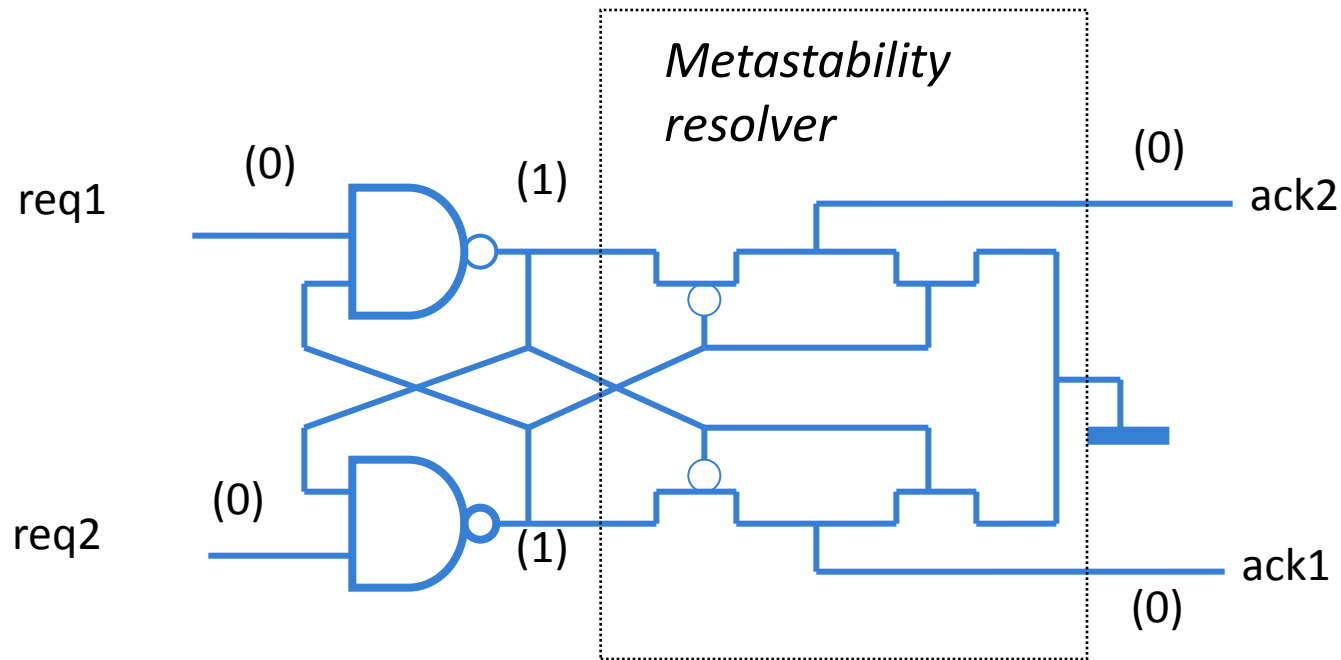 Metastability
resolver
(0)
(1)
(0)
req1
ack2
(0)
req2
(1)
ack1
(0)